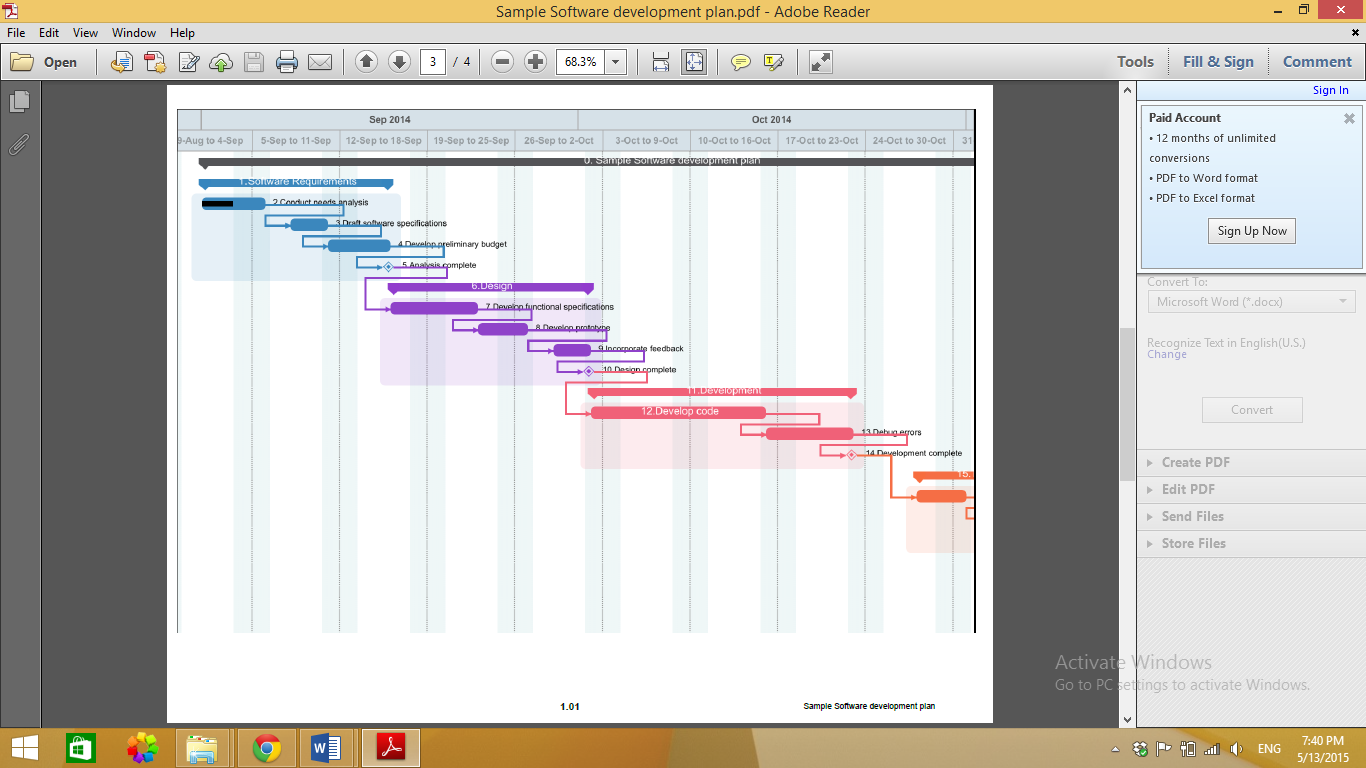 Sample Software development plan.pdf - Adobe Reader
File Edit View Window Help
Open 3 / 4 68.3% Tools Fill & Sign Comment
Sign In
Paid Account
• 12 months of unlimited
conversions
• PDF to Word format
• PDF to Excel format
Sign Up Now
Convert To:
Microsoft Word (*.docx)
Recognize Text in English(U.S.)
Change
Convert
Create PDF
Edit PDF
Send Files
Store Files
Sep 2014 Oct 2014
9-Aug to 4-Sep 5-Sep to 11-Sep 12-Sep to 18-Sep 19-Sep to 25-Sep 26-Sep to 2-Oct 3-Oct to 9-Oct 10-Oct to 16-Oct 17-Oct to 23-Oct 24-Oct to 30-Oct 31
0. Sample Software development plan
1.Software Requirements
2.Conduct needs analysis
3.Draft software specifications
4.Develop preliminary budget
5.Analysis complete
6.Design
7.Develop functional specifications
8.Develop prototype
9.Incorporate feedback
10.Design complete
11.Development
12.Develop code
13.Debug errors
14.Development complete
15.
1.01 Sample Software development plan
Activate Windows
Go to PC settings to activate Windows.
ENG
7:40 PM
5/13/2015